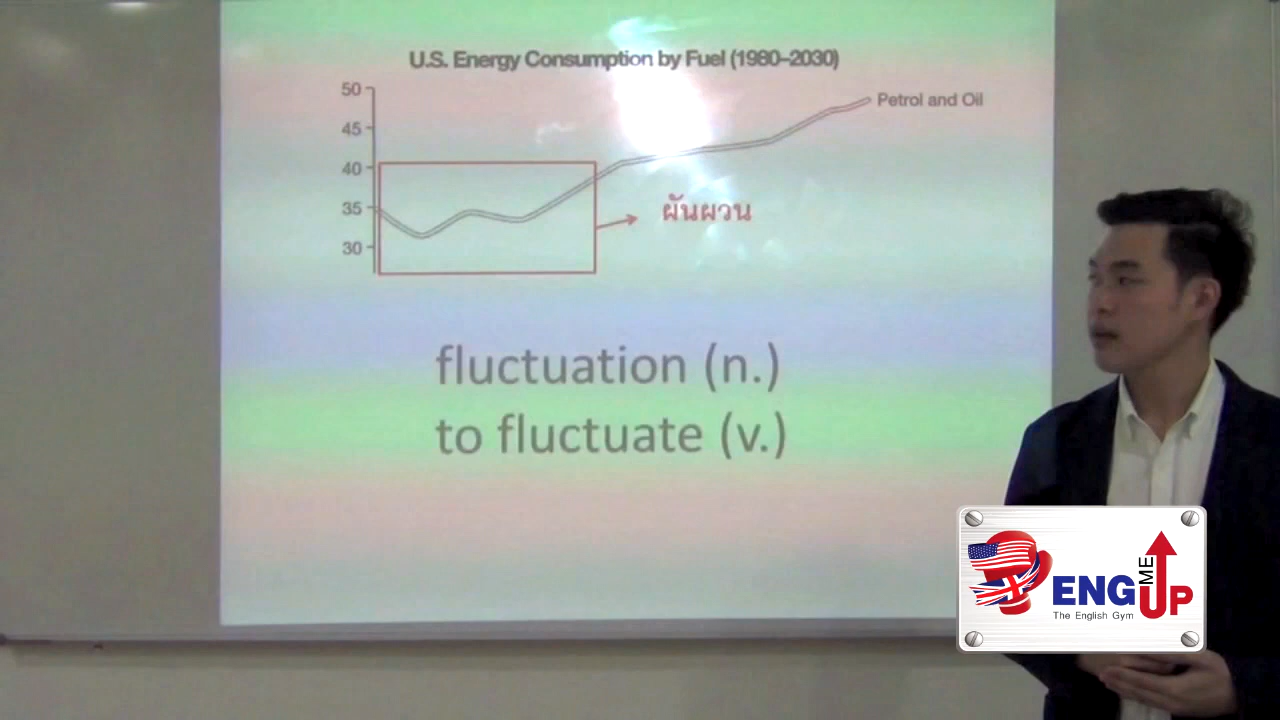 U.S. Energy Consumption by Fuel (1980–2030)
50
45
40
35
30
Petrol and Oil
ผันผวน
fluctuation (n.)
to fluctuate (v.)
ENG ME UP
The English Gym